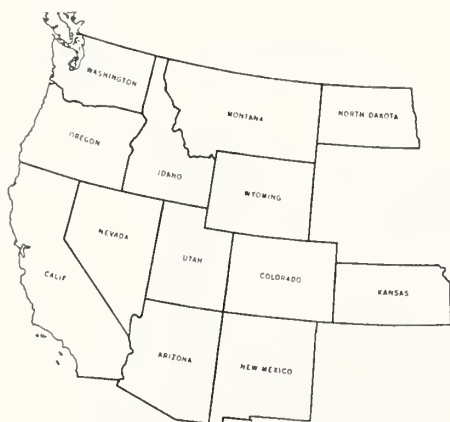 WASHINGTON
MONTANA
NORTH DAKOTA
OREGON
IDAHO
WYOMING
NEVADA
UTAH
COLORADO
CALIF
KANSAS
ARIZONA
NEW MEXICO